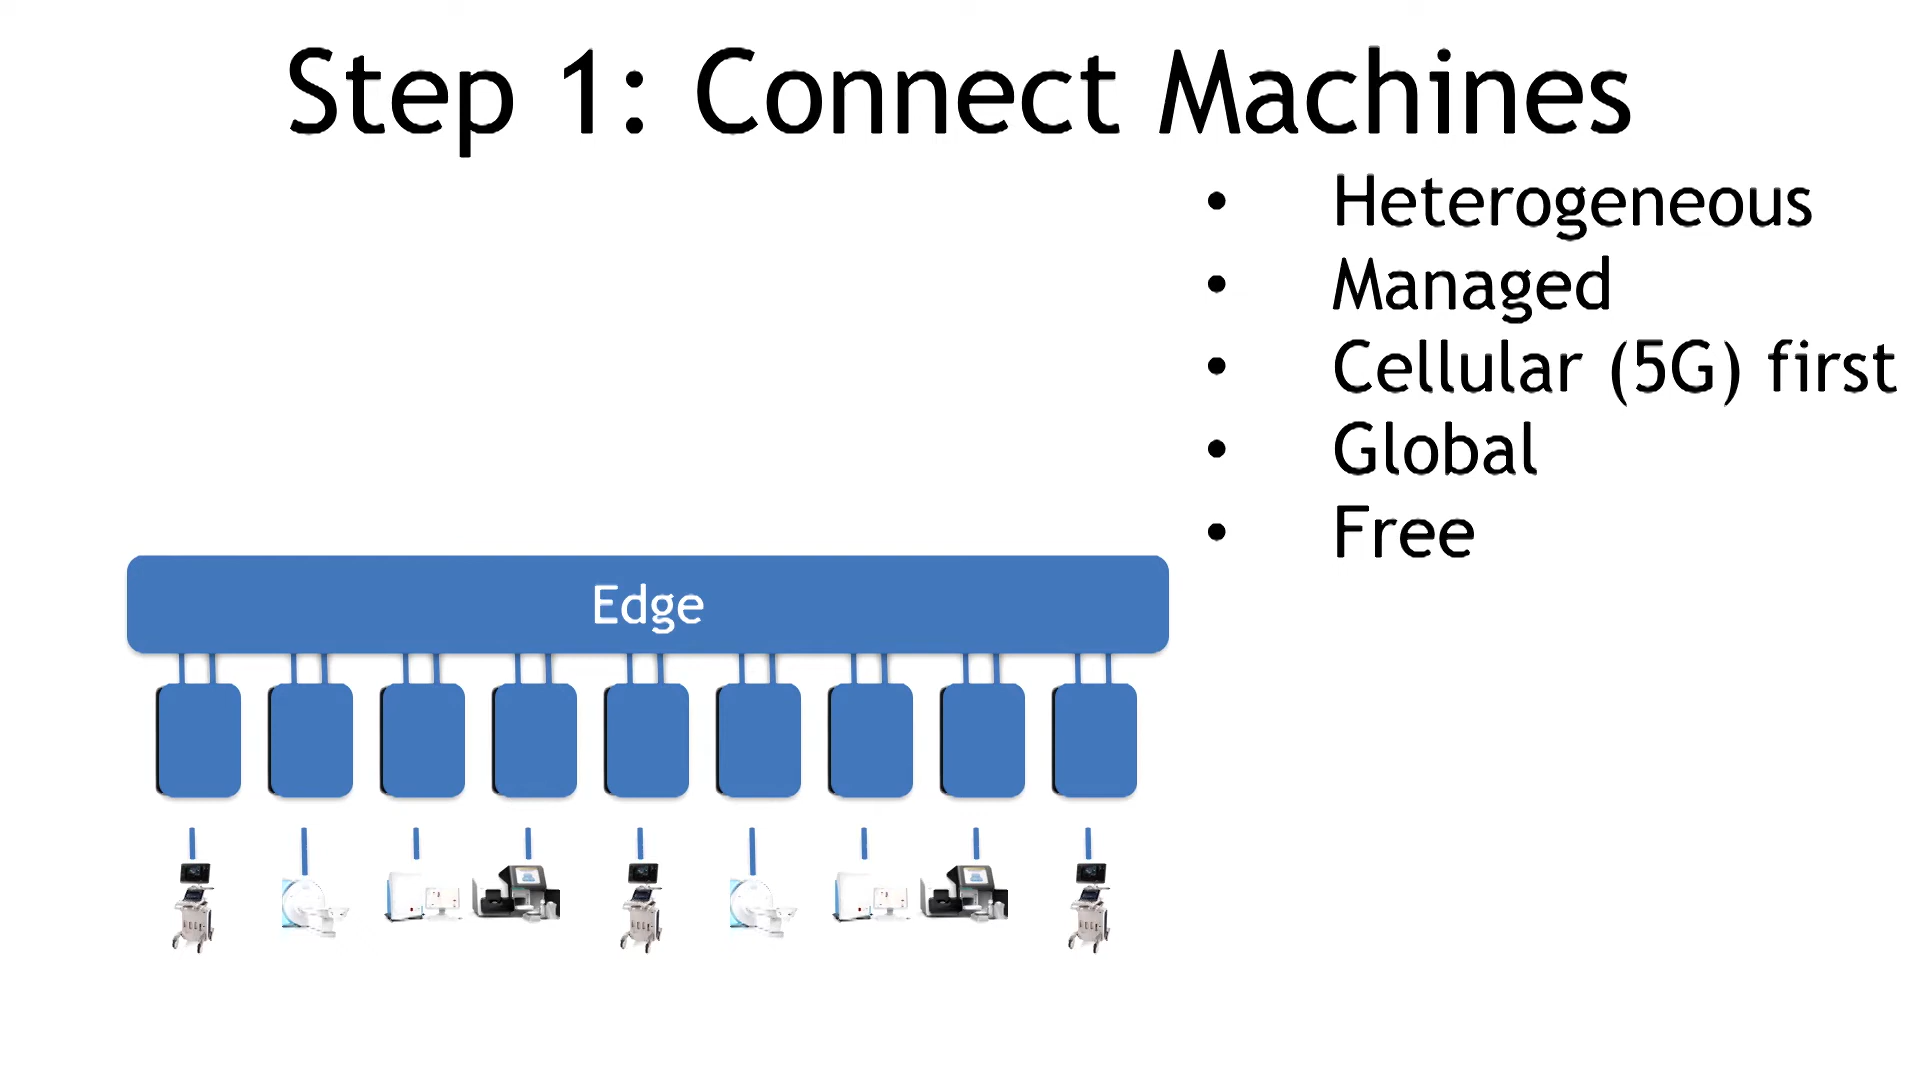 Step 1: Connect Machines
• Heterogeneous
• Managed
• Cellular (5G) first
• Global
• Free
Edge